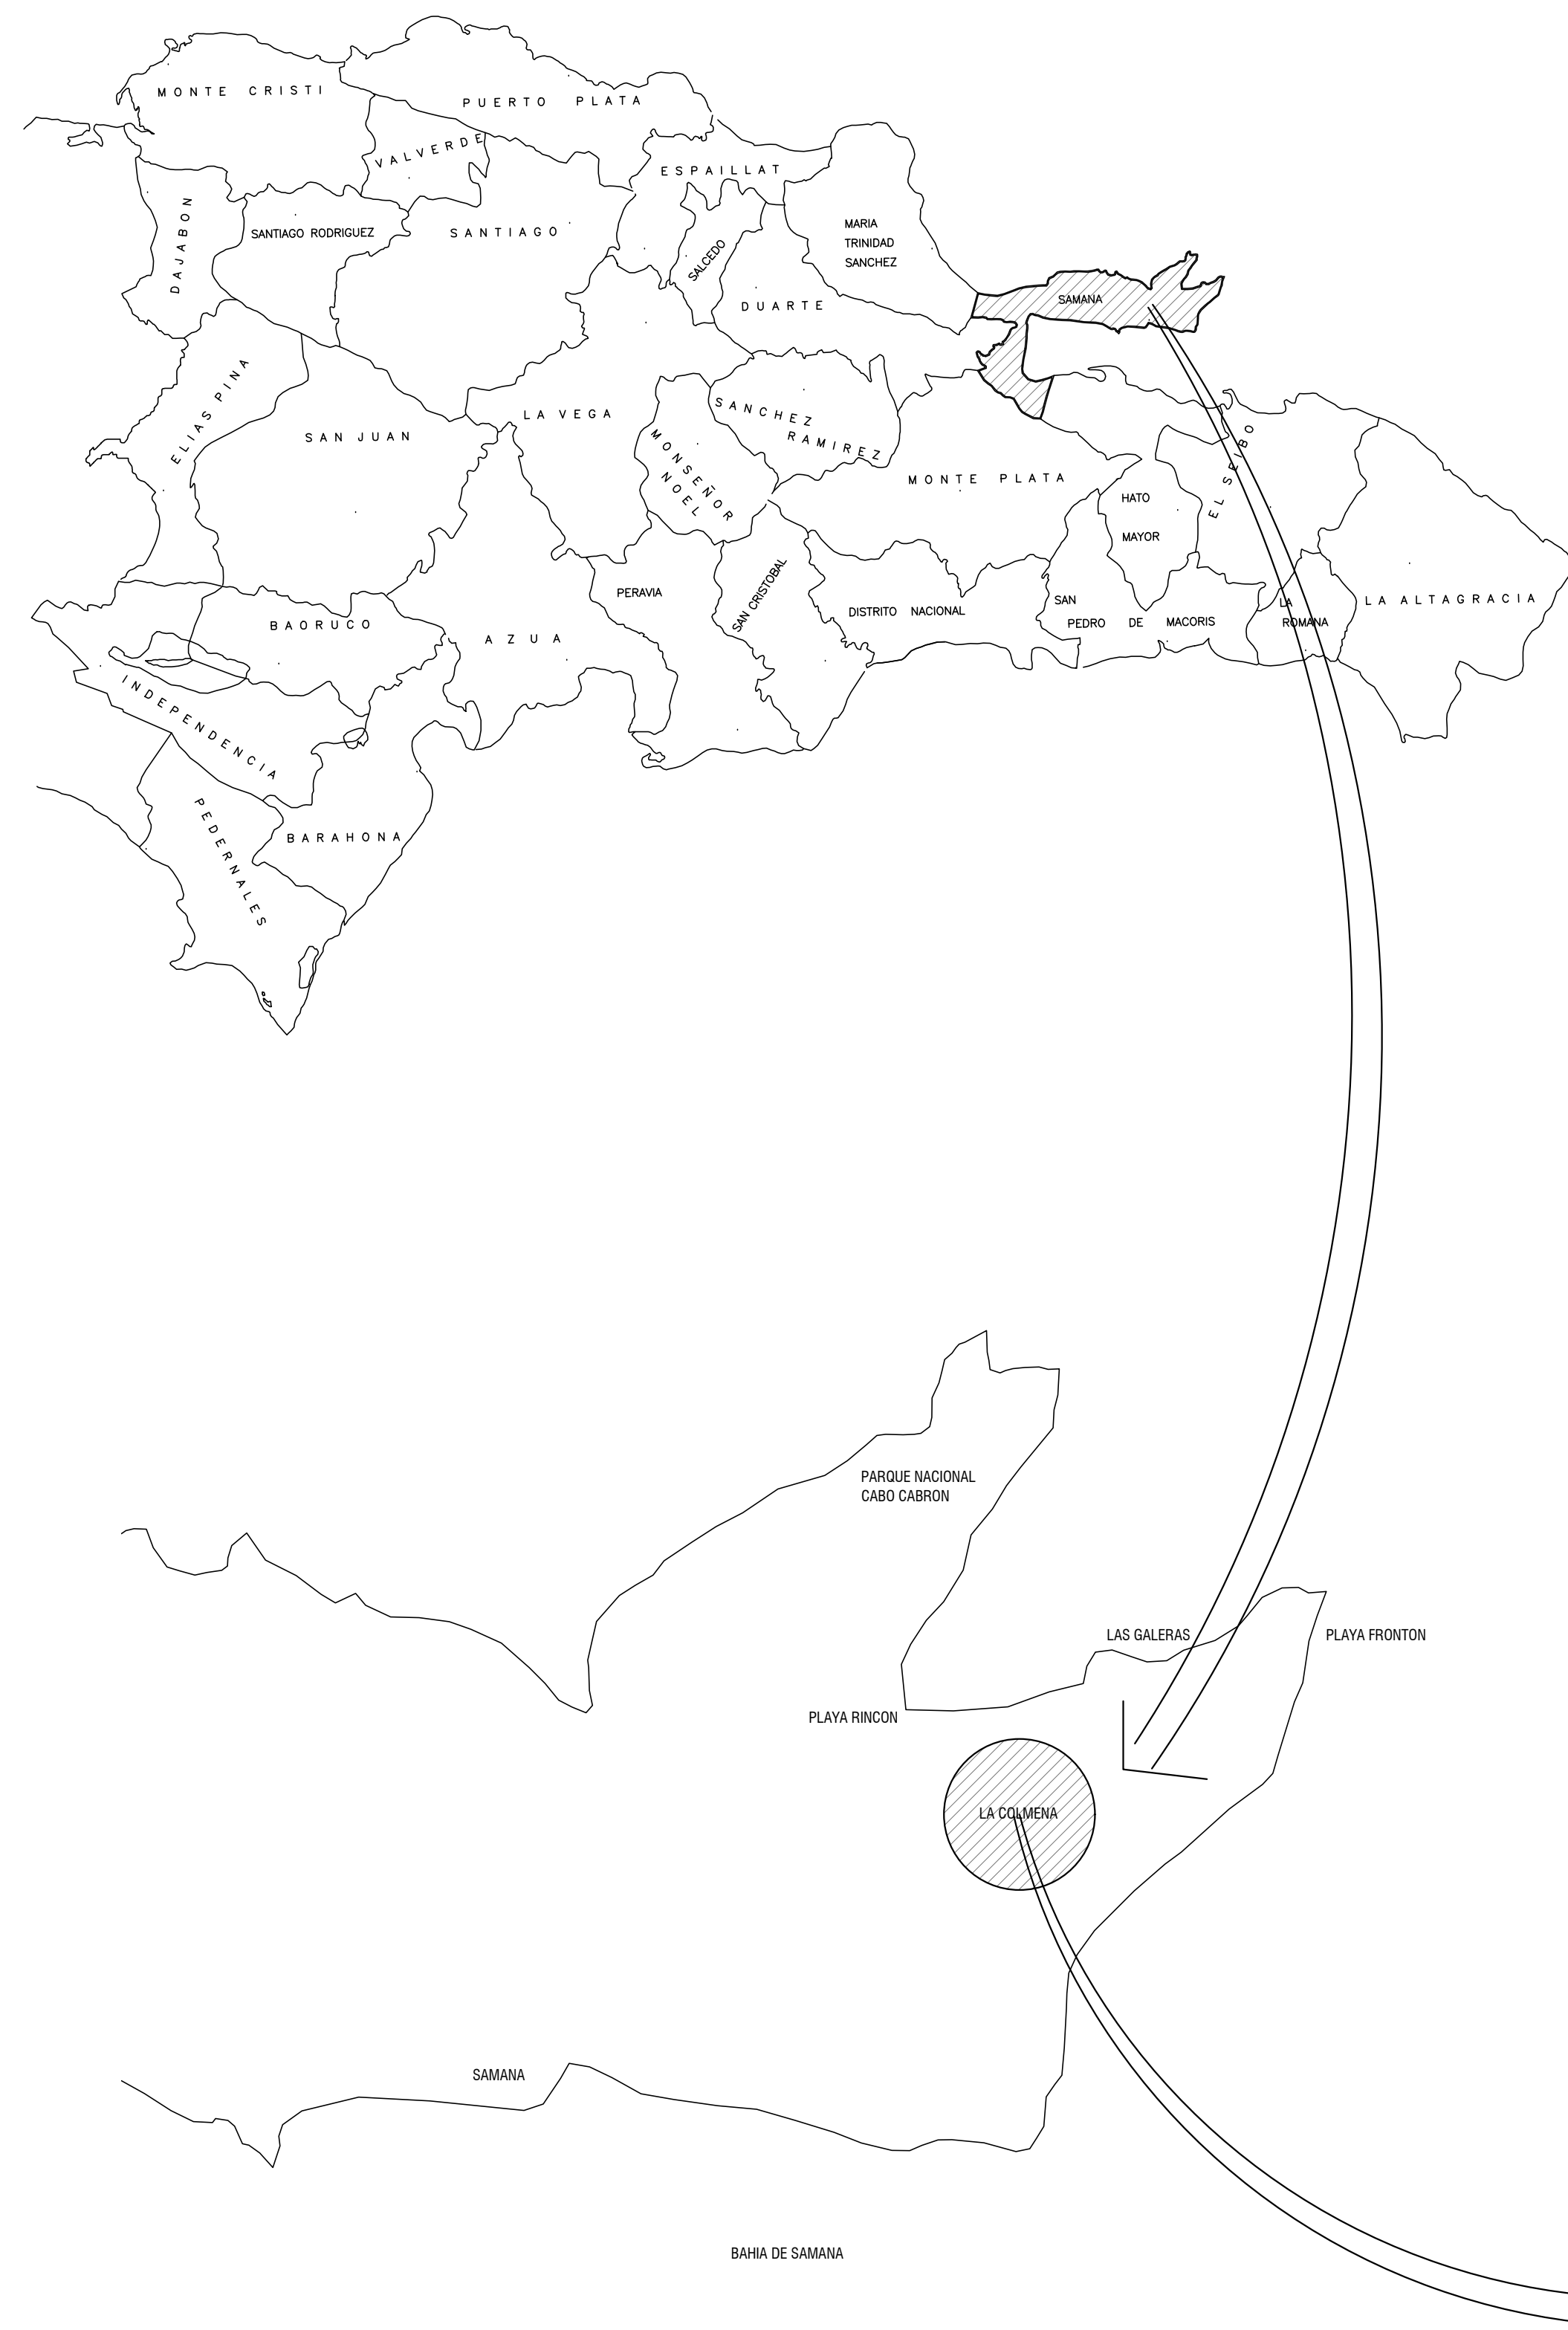 MONTE CRISTI
PUERTO PLATA
VALVERDE
ESPAILLAT
DAJABON
SANTIAGO RODRIGUEZ
SANTIAGO
SALCEDO
MARIA
TRINIDAD
SANCHEZ
DUARTE
SAMANA
ELIAS PINA
SAN JUAN
LA VEGA
SANCHEZ
RAMIREZ
MONSEÑOR
NOEL
MONTE PLATA
HATO
MAYOR
EL SEIBO
PERAVIA
SAN CRISTOBAL
DISTRITO NACIONAL
SAN
PEDRO DE MACORIS
LA
ROMANA
LA ALTAGRACIA
BAORUCO
AZUA
INDEPENDENCIA
PEDERNALES
BARAHONA
PARQUE NACIONAL
CABO CABRON
LAS GALERAS
PLAYA FRONTON
PLAYA RINCON
LA COLMENA
SAMANA
BAHIA DE SAMANA